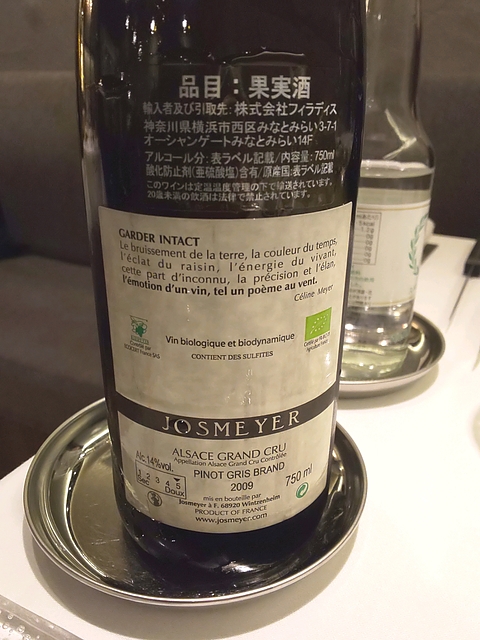 品目：果実酒
輸入者及び引取先：株式会社フィラディス
神奈川県横浜市西区みなとみらい3-7-1
オーシャンゲートみなとみらい14F
アルコール分：表ラベル記載/内容量：750ml
酸化防止剤(亜硫酸塩)含有/原産国：表ラベル記載
このワインは定温温度管理の下で輸送されています。
20歳未満の飲酒は法律で禁止されています。
GARDER INTACT
Le bruissement de la terre, la couleur du temps,
l'éclat du raisin, l'énergie du vivant,
cette part d'inconnu, la précision et l'élan,
l'émotion d'un vin, tel un poème au vent.
Céline Meyer
Vin biologique et biodynamique
CONTIENT DES SULFITES
JOSMEYER
ALSACE GRAND CRU
Appellation Alsace Grand Cru Contrôlée
Alc 14% vol.
PINOT GRIS BRAND
2009
750 ml
1 2 3 4 5
Sec Doux
mis en bouteille par
Josmeyer à F. 68920 Wintzenheim
PRODUCT OF FRANCE
www.josmeyer.com